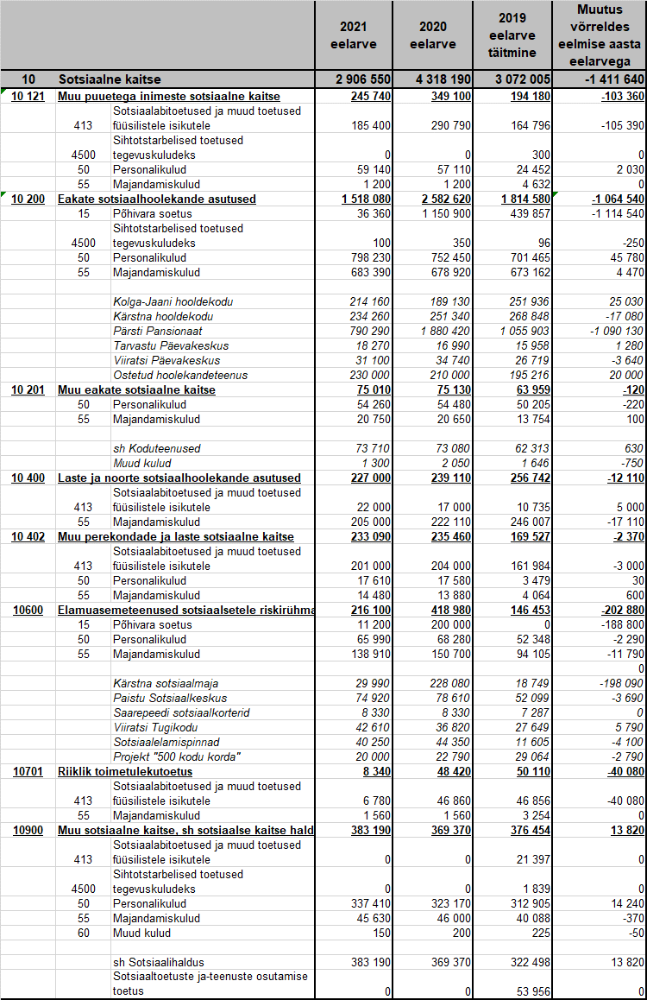 2021 eelarve 2020 eelarve 2019 eelarve täitmine Muutus võrreldes eelmise aasta eelarvega
10 Sotsiaalne kaitse 2 906 550 4 318 190 3 072 005 -1 411 640
10 121 Muu puuetega inimeste sotsiaalne kaitse 245 740 349 100 194 180 -103 360
Sotsiaalabitoetused ja muud toetused
413 füüsilistele isikutele 185 400 290 790 164 796 -105 390
Sihtotstarbelised toetused
4500 tegevuskuludeks 0 0 300 0
50 Personalikulud 59 140 57 110 24 452 2 030
55 Majandamiskulud 1 200 1 200 4 632 0
10 200 Eakate sotsiaalhoolekande asutused 1 518 080 2 582 620 1 814 580 -1 064 540
15 Põhivara soetus 36 360 1 150 900 439 857 -1 114 540
Sihtotstarbelised toetused
4500 tegevuskuludeks 100 350 96 -250
50 Personalikulud 798 230 752 450 701 465 45 780
55 Majandamiskulud 683 390 678 920 673 162 4 470
Kolga-Jaani hooldekodu 214 160 189 130 251 936 25 030
Kärstna hooldekodu 234 260 251 340 268 848 -17 080
Pärsti Pansionaat 790 290 1 880 420 1 055 903 -1 090 130
Tarvastu Päevakeskus 18 270 16 990 15 958 1 280
Viiratsi Päevakeskus 31 100 34 740 26 719 -3 640
Ostetud hoolekandeteenus 230 000 210 000 195 216 20 000
10 201 Muu eakate sotsiaalne kaitse 75 010 75 130 63 959 -120
50 Personalikulud 54 260 54 480 50 205 -220
55 Majandamiskulud 20 750 20 650 13 754 100
sh Koduteenused 73 710 73 080 62 313 630
Muud kulud 1 300 2 050 1 646 -750
10 400 Laste ja noorte sotsiaalhoolekande asutused 227 000 239 110 256 742 -12 110
Sotsiaalabitoetused ja muud toetused
413 füüsilistele isikutele 22 000 17 000 10 735 5 000
55 Majandamiskulud 205 000 222 110 246 007 -17 110
10 402 Muu perekondade ja laste sotsiaalne kaitse 233 090 235 460 169 527 -2 370
Sotsiaalabitoetused ja muud toetused
413 füüsilistele isikutele 201 000 204 000 161 984 -3 000
50 Personalikulud 17 610 17 580 3 479 30
55 Majandamiskulud 14 480 13 880 4 064 600
10600 Elamuasemeteenused sotsiaalsetele riskirühma 216 100 418 980 146 453 -202 880
15 Põhivara soetus 11 200 200 000 0 -188 800
50 Personalikulud 65 990 68 280 52 348 -2 290
55 Majandamiskulud 138 910 150 700 94 105 -11 790
0
Kärstna sotsiaalmaja 29 990 228 080 18 749 -198 090
Paistu Sotsiaalkeskus 74 920 78 610 52 099 -3 690
Saarepeedi sotsiaalkorterid 8 330 8 330 7 287 0
Viiratsi Tugikodu 42 610 36 820 27 649 5 790
Sotsiaalelamispinnad 40 250 44 350 11 605 -4 100
Projekt "500 kodu korda" 20 000 22 790 29 064 -2 790
10701 Riiklik toimetulekutoetus 8 340 48 420 50 110 -40 080
Sotsiaalabitoetused ja muud toetused
413 füüsilistele isikutele 6 780 46 860 46 856 -40 080
55 Majandamiskulud 1 560 1 560 3 254 0
10900 Muu sotsiaalne kaitse, sh sotsiaalse kaitse hald 383 190 369 370 376 454 13 820
Sotsiaalabitoetused ja muud toetused
413 füüsilistele isikutele 0 0 21 397 0
Sihtotstarbelised toetused
4500 tegevuskuludeks 0 0 1 839 0
50 Personalikulud 337 410 323 170 312 905 14 240
55 Majandamiskulud 45 630 46 000 40 088 -370
60 Muud kulud 150 200 225 -50
sh Sotsiaalhaldus 383 190 369 370 322 498 13 820
Sotsiaaltoetuste ja-teenuste osutamise
toetus 0 0 53 956 0